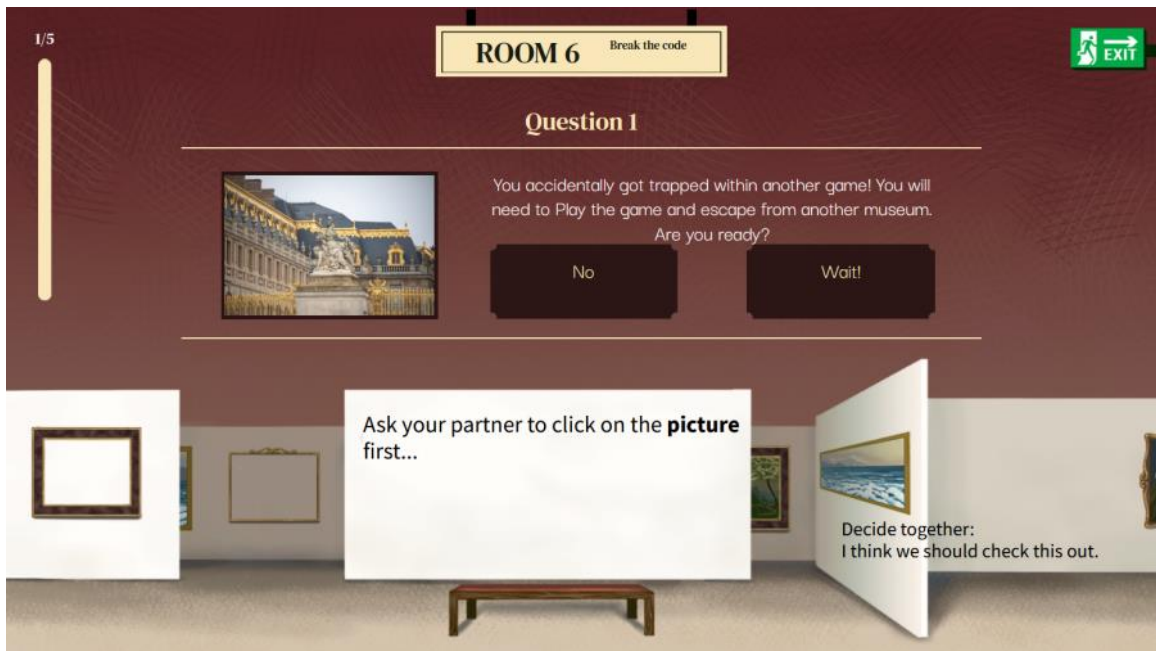 1/5
ROOM 6
Break the code
EXIT
Question 1
You accidentally got trapped within another game! You will
need to Play the game and escape from another museum.
Are you ready?
No
Wait!
Ask your partner to click on the picture
first...
Decide together:
I think we should check this out.